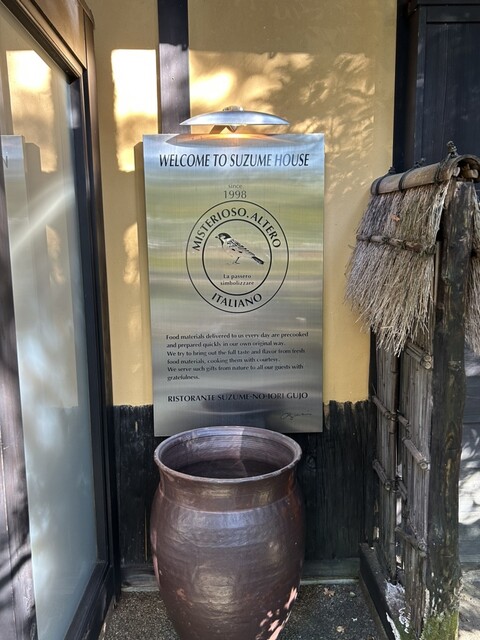 WELCOME TO SUZUME HOUSE
since
1998
MISTERIOSO.ALTERO
La passero
simbolizzare
ITALIANO
Food materials delivered to us every day are precooked
and prepared quickly in our own original way.
We try to bring out the full taste and flavor from fresh
food materials, cooking them with courtesy.
We serve such gifts from nature to all our guests with
gratefulness.
RISTORANTE SUZUME-NO-IORI GUJO